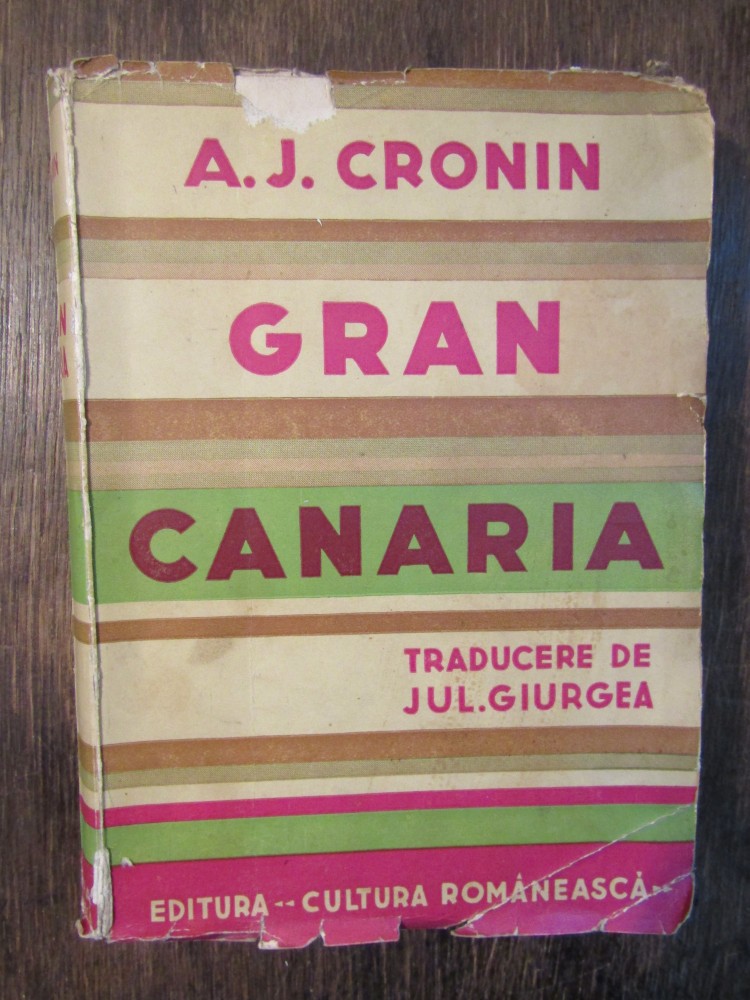 A.J. CRONIN
GRAN
CANARIA
TRADUCERE DE
JUL. GIURGEA
EDITURA « CULTURA ROMÂNEASCĂ »